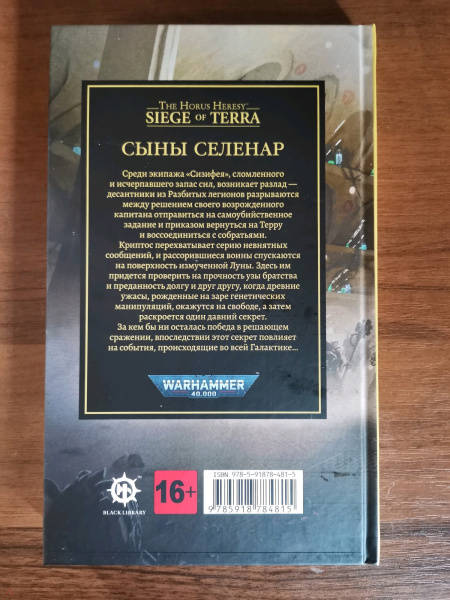 THE HORUS HERESY®
SIEGE OF TERRA
СЫНЫ СЕЛЕНАР
Среди экипажа «Сизифея», сломленного
и исчерпавшего запас сил, возникает разлад —
десантники из Разбитых легионов разрываются
между решением своего возрожденного
капитана отправиться на самоубийственное
задание и приказом вернуться на Терру
и воссоединиться с собратьями.
Криптос перехватывает серию невнятных
сообщений, и рассорившиеся воины спускаются
на поверхность измученной Луны. Здесь им
придется проверить на прочность узы братства
и преданность долгу и друг другу, когда древние
ужасы, рожденные на заре генетических
манипуляций, окажутся на свободе, а затем
раскроется один давний секрет.
За кем бы ни осталась победа в решающем
сражении, впоследствии этот секрет повлияет
на события, происходящие во всей Галактике...
WARHAMMER
40,000
ISBN 978-5-91878-481-5
16+
BLACK LIBRARY
9785918784815